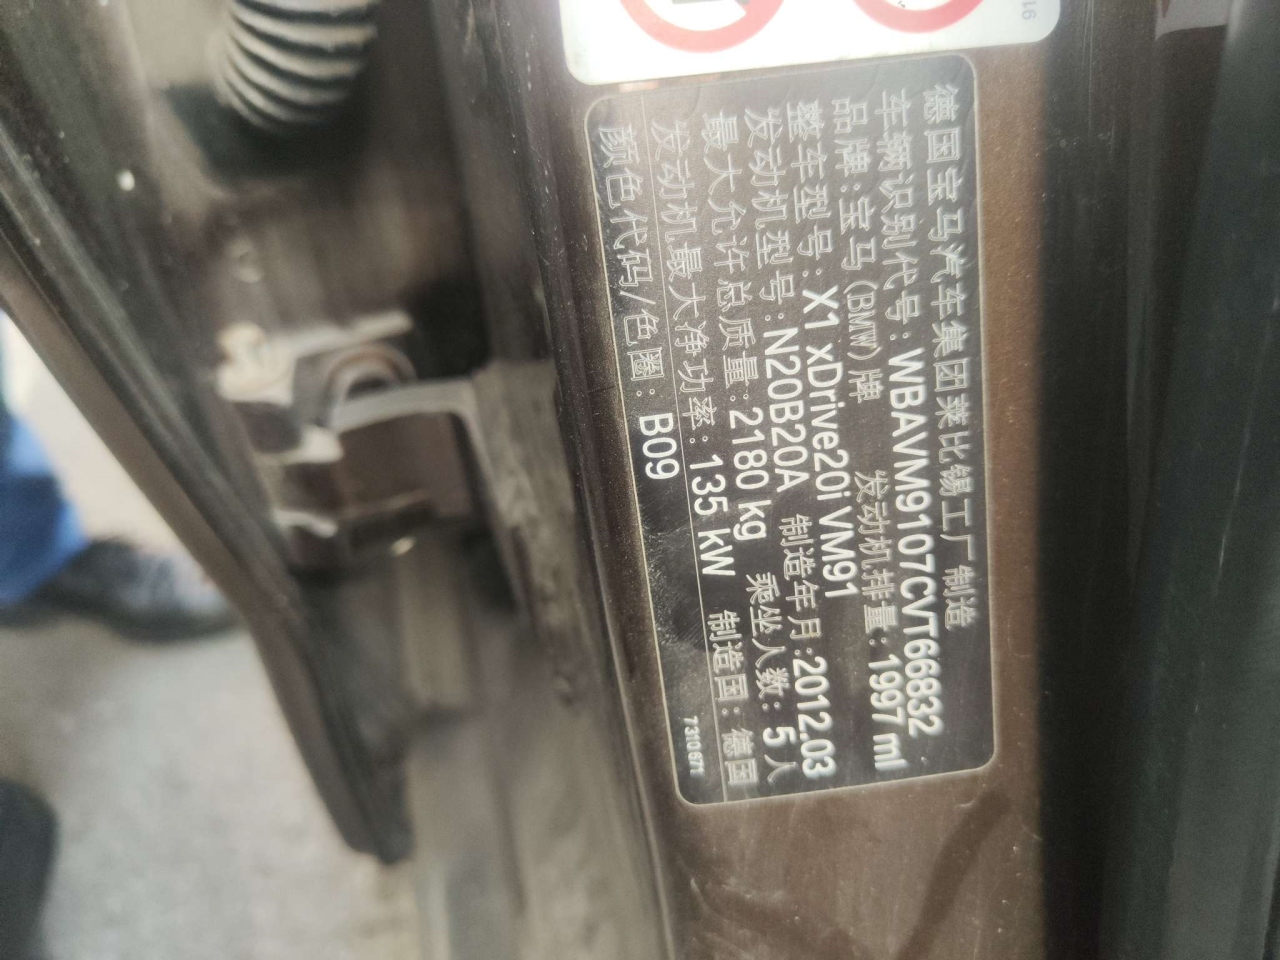 16
德国宝马汽车集团莱比锡工厂制造
车辆识别代号:WBAVM9107CVT66832
品牌:宝马(BMW)牌 发动机排量:1997 ml
整车型号:X1 xDrive20i VM91
发动机型号:N20B20A 制造年月:2012.03
最大允许总质量:2180 kg 乘坐人数:5人
发动机最大净功率:135 kW 制造国:德国
颜色代码/色圈:B09